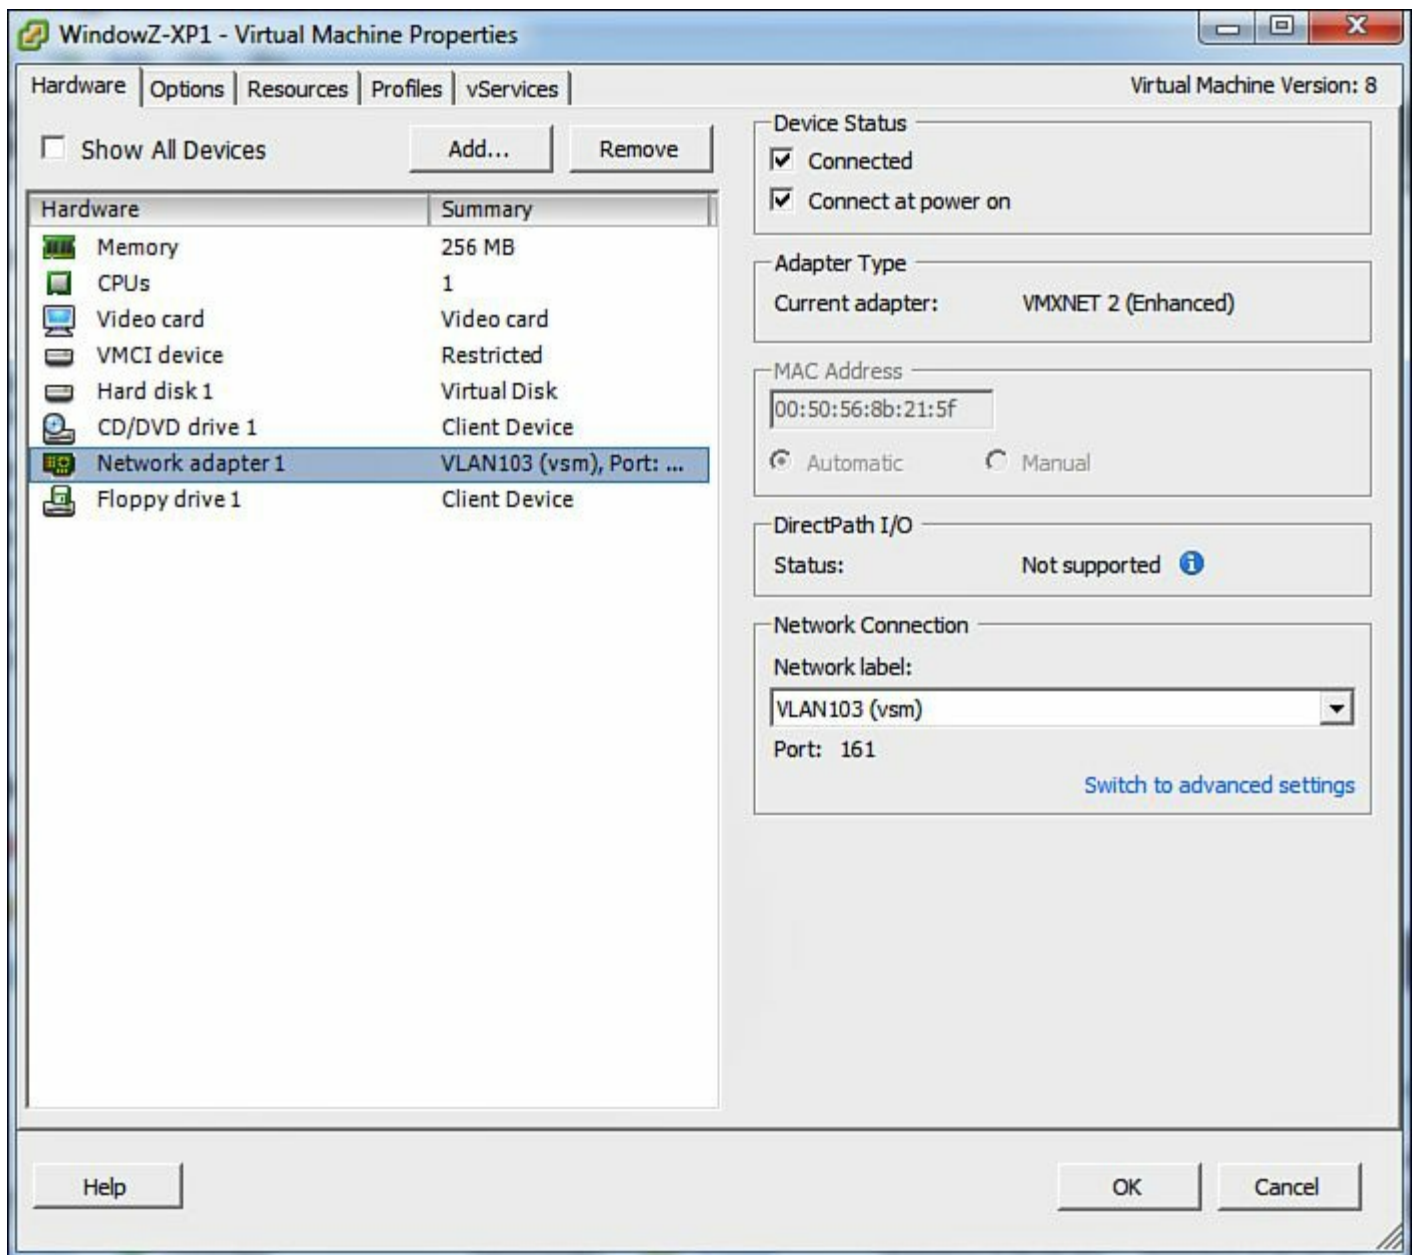 WindowZ-XP1 - Virtual Machine Properties
Hardware Options Resources Profiles vServices
Virtual Machine Version: 8
Show All Devices
Add...
Remove
Hardware Summary
Memory 256 MB
CPUs 1
Video card Video card
VMCI device Restricted
Hard disk 1 Virtual Disk
CD/DVD drive 1 Client Device
Network adapter 1 VLAN103 (vsm), Port: ...
Floppy drive 1 Client Device
Device Status
Connected
Connect at power on
Adapter Type
Current adapter: VMXNET 2 (Enhanced)
MAC Address
00:50:56:8b:21:5f
Automatic Manual
DirectPath I/O
Status: Not supported
Network Connection
Network label:
VLAN103 (vsm)
Port: 161
Switch to advanced settings
Help
OK
Cancel